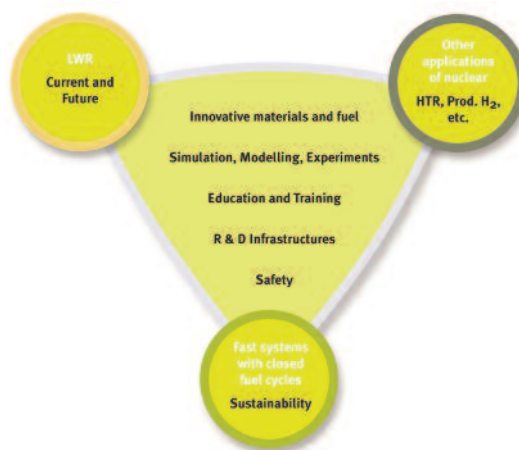 LWR
Current and
Future
Other
applications
of nuclear
HTR, Prod. H₂,
etc.
Innovative materials and fuel
Simulation, Modelling, Experiments
Education and Training
R & D Infrastructures
Safety
Fast systems
with closed
fuel cycles
Sustainability